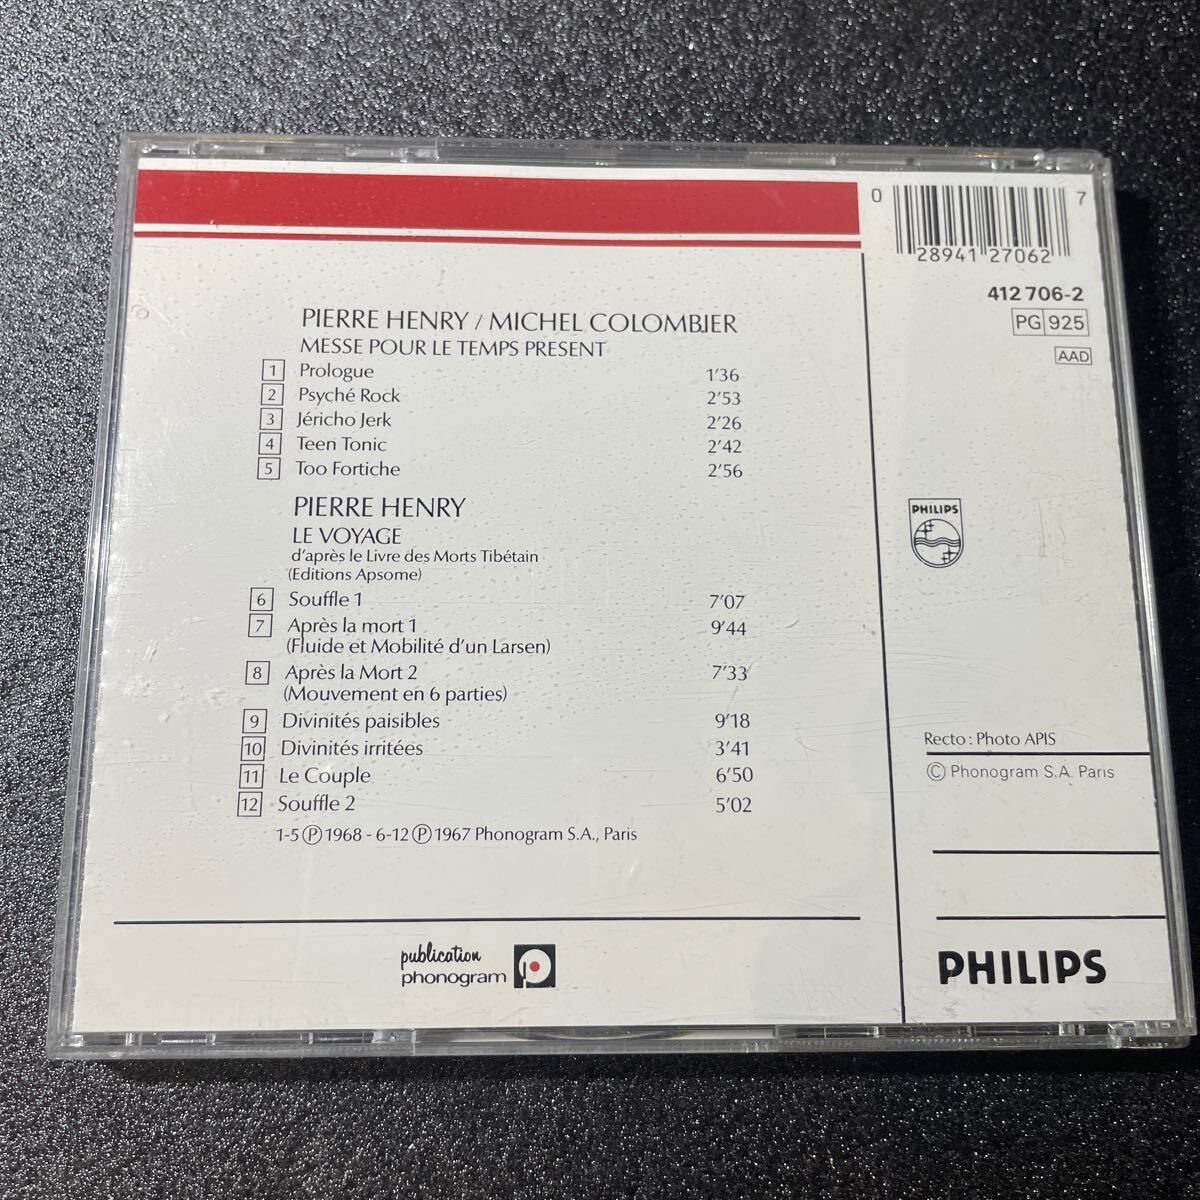 0 7
28941 27062
412 706-2
PG 925
AAD
PIERRE HENRY / MICHEL COLOMBIER
MESSE POUR LE TEMPS PRESENT
1 Prologue 1'36
2 Psyché Rock 2'53
3 Jéricho Jerk 2'26
4 Teen Tonic 2'42
5 Too Fortiche 2'56
PIERRE HENRY
LE VOYAGE
d'après le Livre des Morts Tibétain
(Editions Apsome)
6 Souffle 1 7'07
7 Après la mort 1 9'44
(Fluide et Mobilité d'un Larsen)
8 Après la Mort 2 7'33
(Mouvement en 6 parties)
9 Divinités paisibles 9'18
10 Divinités irritées 3'41
11 Le Couple 6'50
12 Souffle 2 5'02
1-5 Ⓟ 1968 - 6-12 Ⓟ 1967 Phonogram S.A., Paris
publication
phonogram
PHILIPS
Recto : Photo APIS
© Phonogram S.A. Paris
PHILIPS